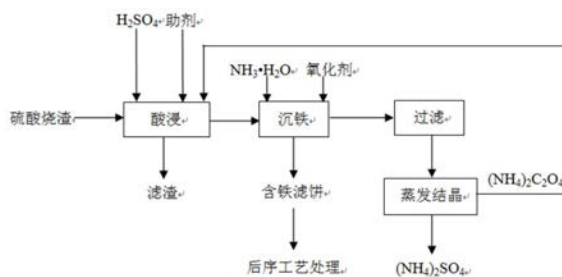 H₂SO₄ 助剂
NH₃•H₂O 氧化剂
硫酸烧渣
酸浸
沉铁
过滤
滤渣
含铁滤饼
蒸发结晶
(NH₄)₂C₂O₄
后序工艺处理
(NH₄)₂SO₄